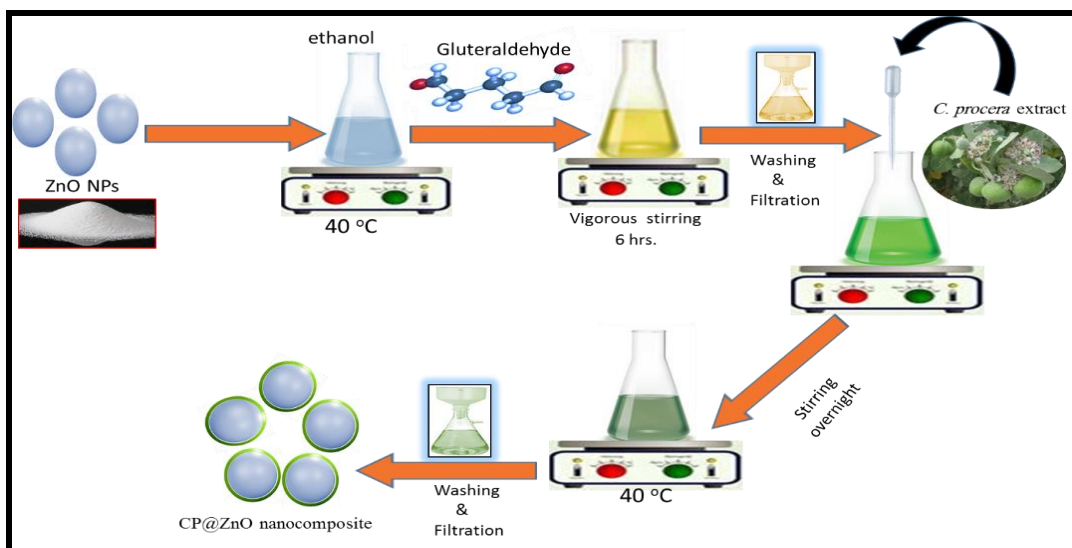 ethanol
Gluteraldehyde
C. procera extract
ZnO NPs
40 °C
Vigorous stirring
6 hrs.
Washing
&
Filtration
Stirring
overnight
40 °C
Washing
&
Filtration
CP@ZnO nanocomposite